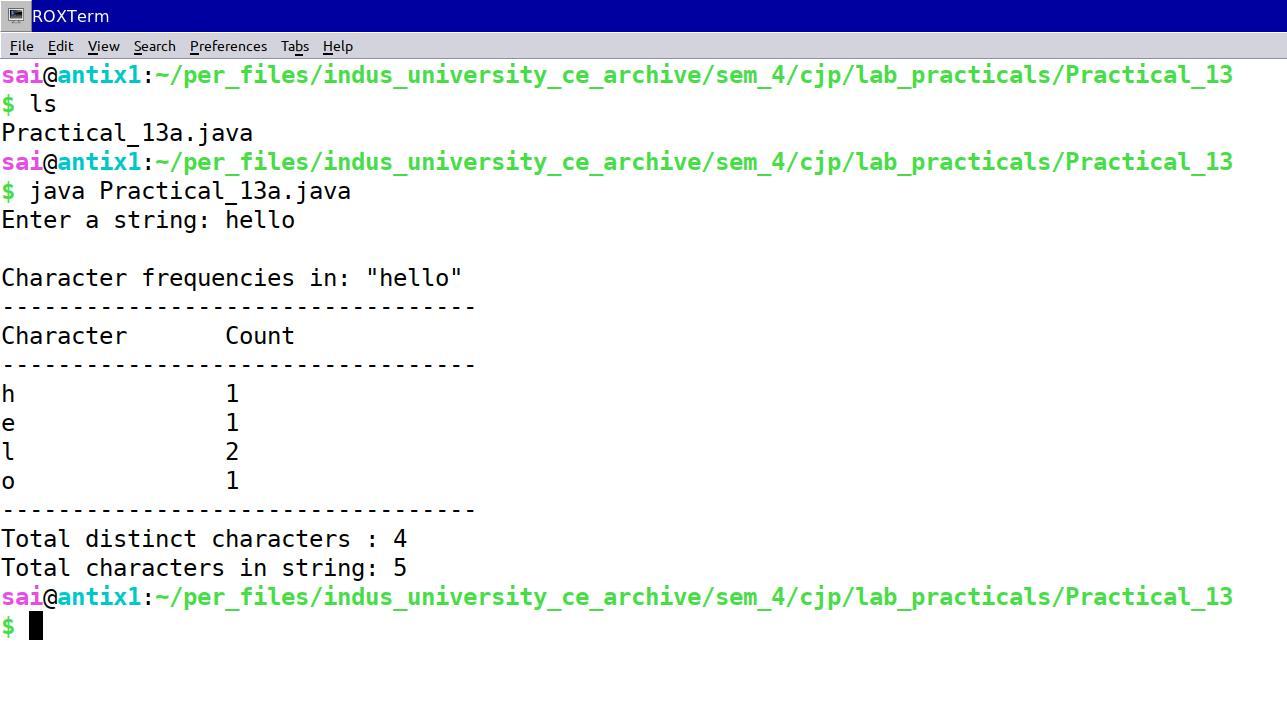 ROXTerm
File Edit View Search Preferences Tabs Help
sai@antix1:~/per_files/indus_university_ce_archive/sem_4/cjp/lab_practicals/Practical_13
$ ls
Practical_13a.java
sai@antix1:~/per_files/indus_university_ce_archive/sem_4/cjp/lab_practicals/Practical_13
$ java Practical_13a.java
Enter a string: hello

Character frequencies in: "hello"
----------------------------------
Character       Count
----------------------------------
h               1
e               1
l               2
o               1
----------------------------------
Total distinct characters : 4
Total characters in string: 5
sai@antix1:~/per_files/indus_university_ce_archive/sem_4/cjp/lab_practicals/Practical_13
$